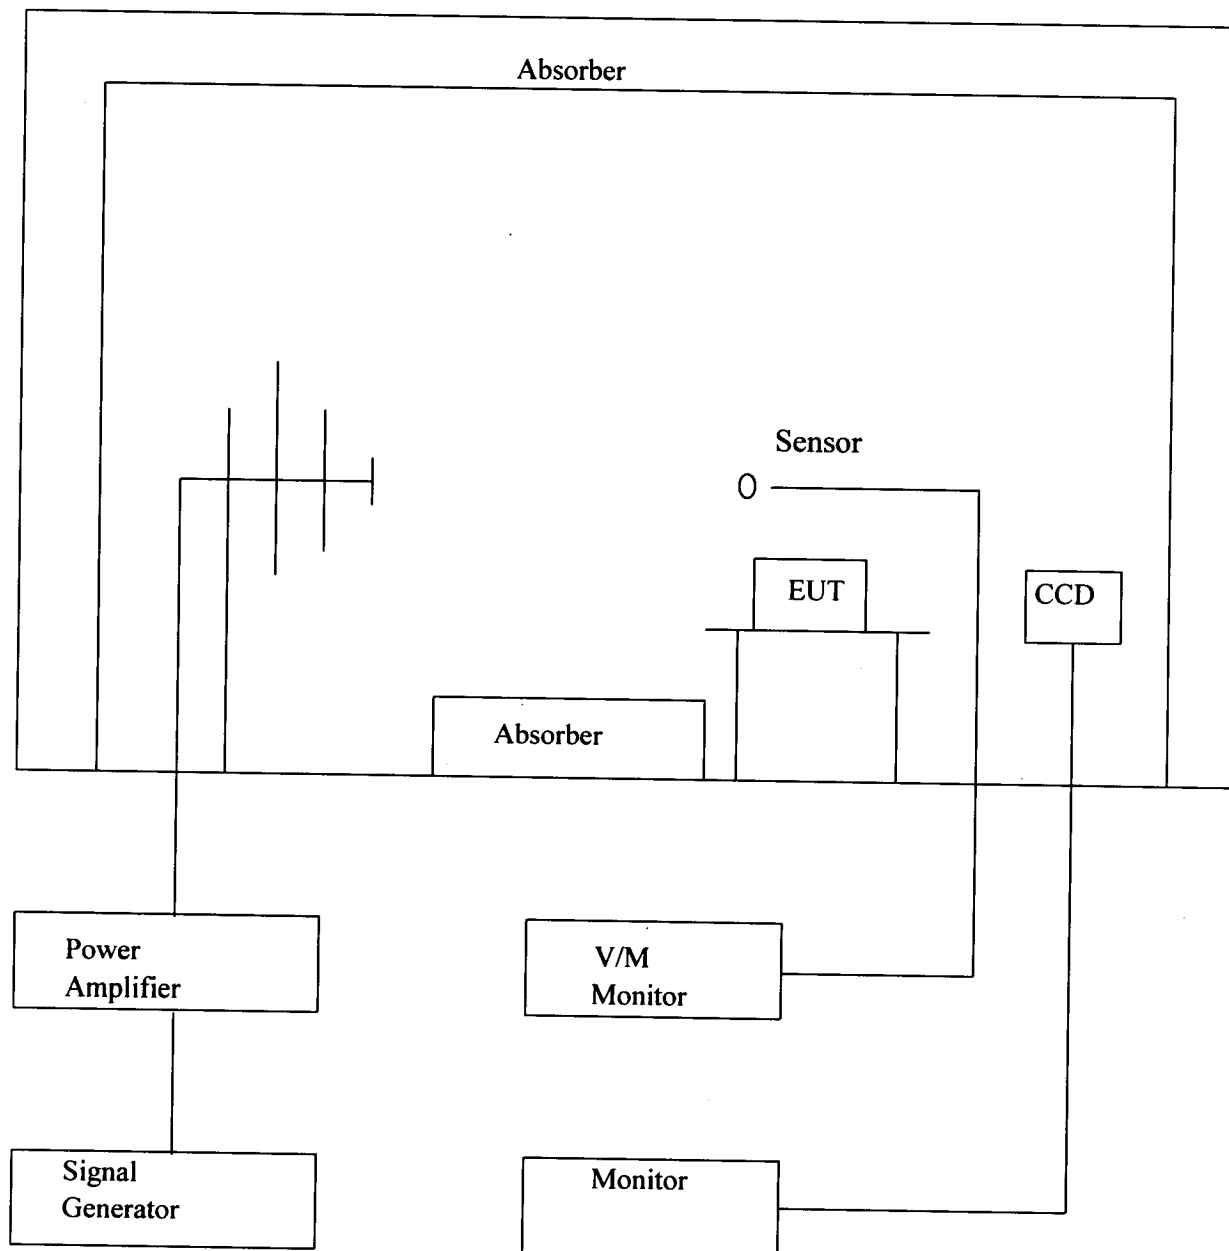 Absorber
Sensor
EUT
CCD
Absorber
Power
Amplifier
V/M
Monitor
Signal
Generator
Monitor